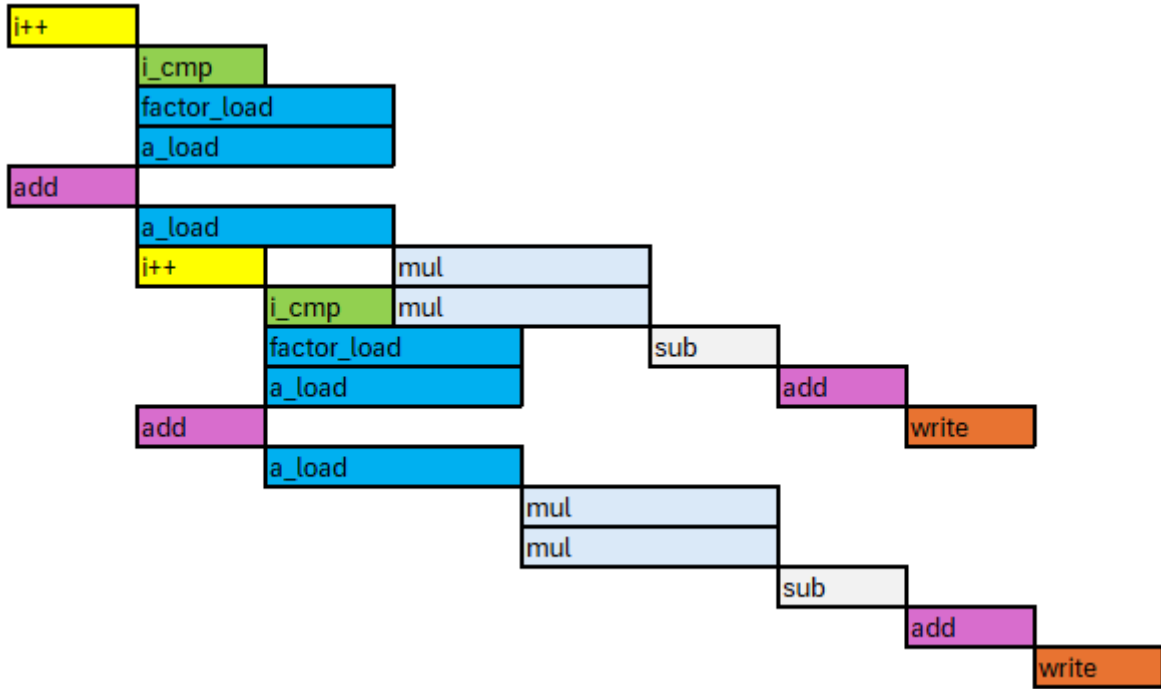 i++
i_cmp
factor_load
a_load
add
a_load
i++ mul
i_cmp mul
factor_load sub
a_load add
add write
a_load
mul
mul
sub
add
write